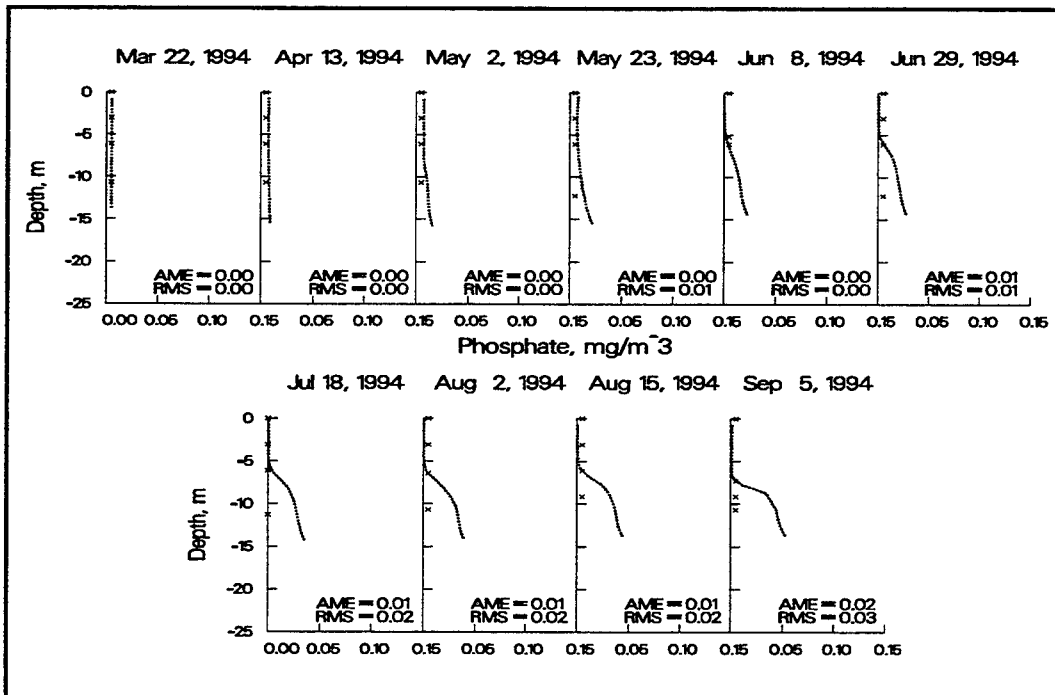 Mar 22, 1994 Apr 13, 1994 May 2, 1994 May 23, 1994 Jun 8, 1994 Jun 29, 1994
0
-5
-10
-15
-20
-25
Depth, m
AME = 0.00 AME = 0.00 AME = 0.00 AME = 0.00 AME = 0.00 AME = 0.01
RMS = 0.00 RMS = 0.00 RMS = 0.00 RMS = 0.01 RMS = 0.00 RMS = 0.01
0.00 0.05 0.10 0.15 0.05 0.10 0.15 0.05 0.10 0.15 0.05 0.10 0.15 0.05 0.10 0.15 0.05 0.10 0.15
Phosphate, mg/m^3
Jul 18, 1994 Aug 2, 1994 Aug 15, 1994 Sep 5, 1994
0
-5
-10
-15
-20
-25
Depth, m
AME = 0.01 AME = 0.01 AME = 0.01 AME = 0.02
RMS = 0.02 RMS = 0.02 RMS = 0.02 RMS = 0.03
0.00 0.05 0.10 0.15 0.05 0.10 0.15 0.05 0.10 0.15 0.05 0.10 0.15